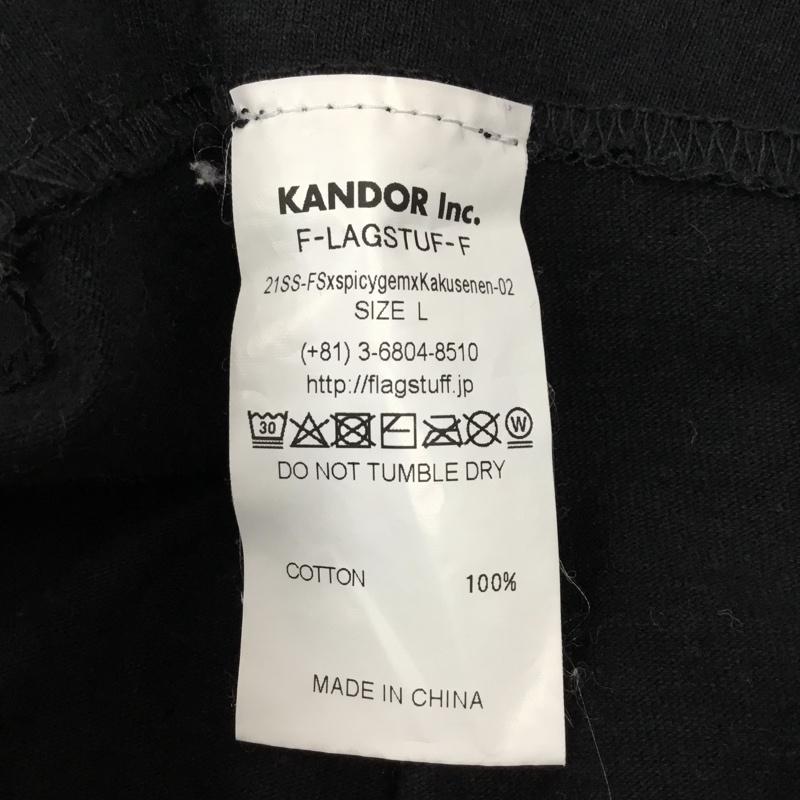 KANDOR Inc.
F-LAGSTUF-F
21SS-FSxspicygemxKakusenen-02
SIZE L
(+81) 3-6804-8510
http://flagstuff.jp
30 W
DO NOT TUMBLE DRY
COTTON 100%
MADE IN CHINA